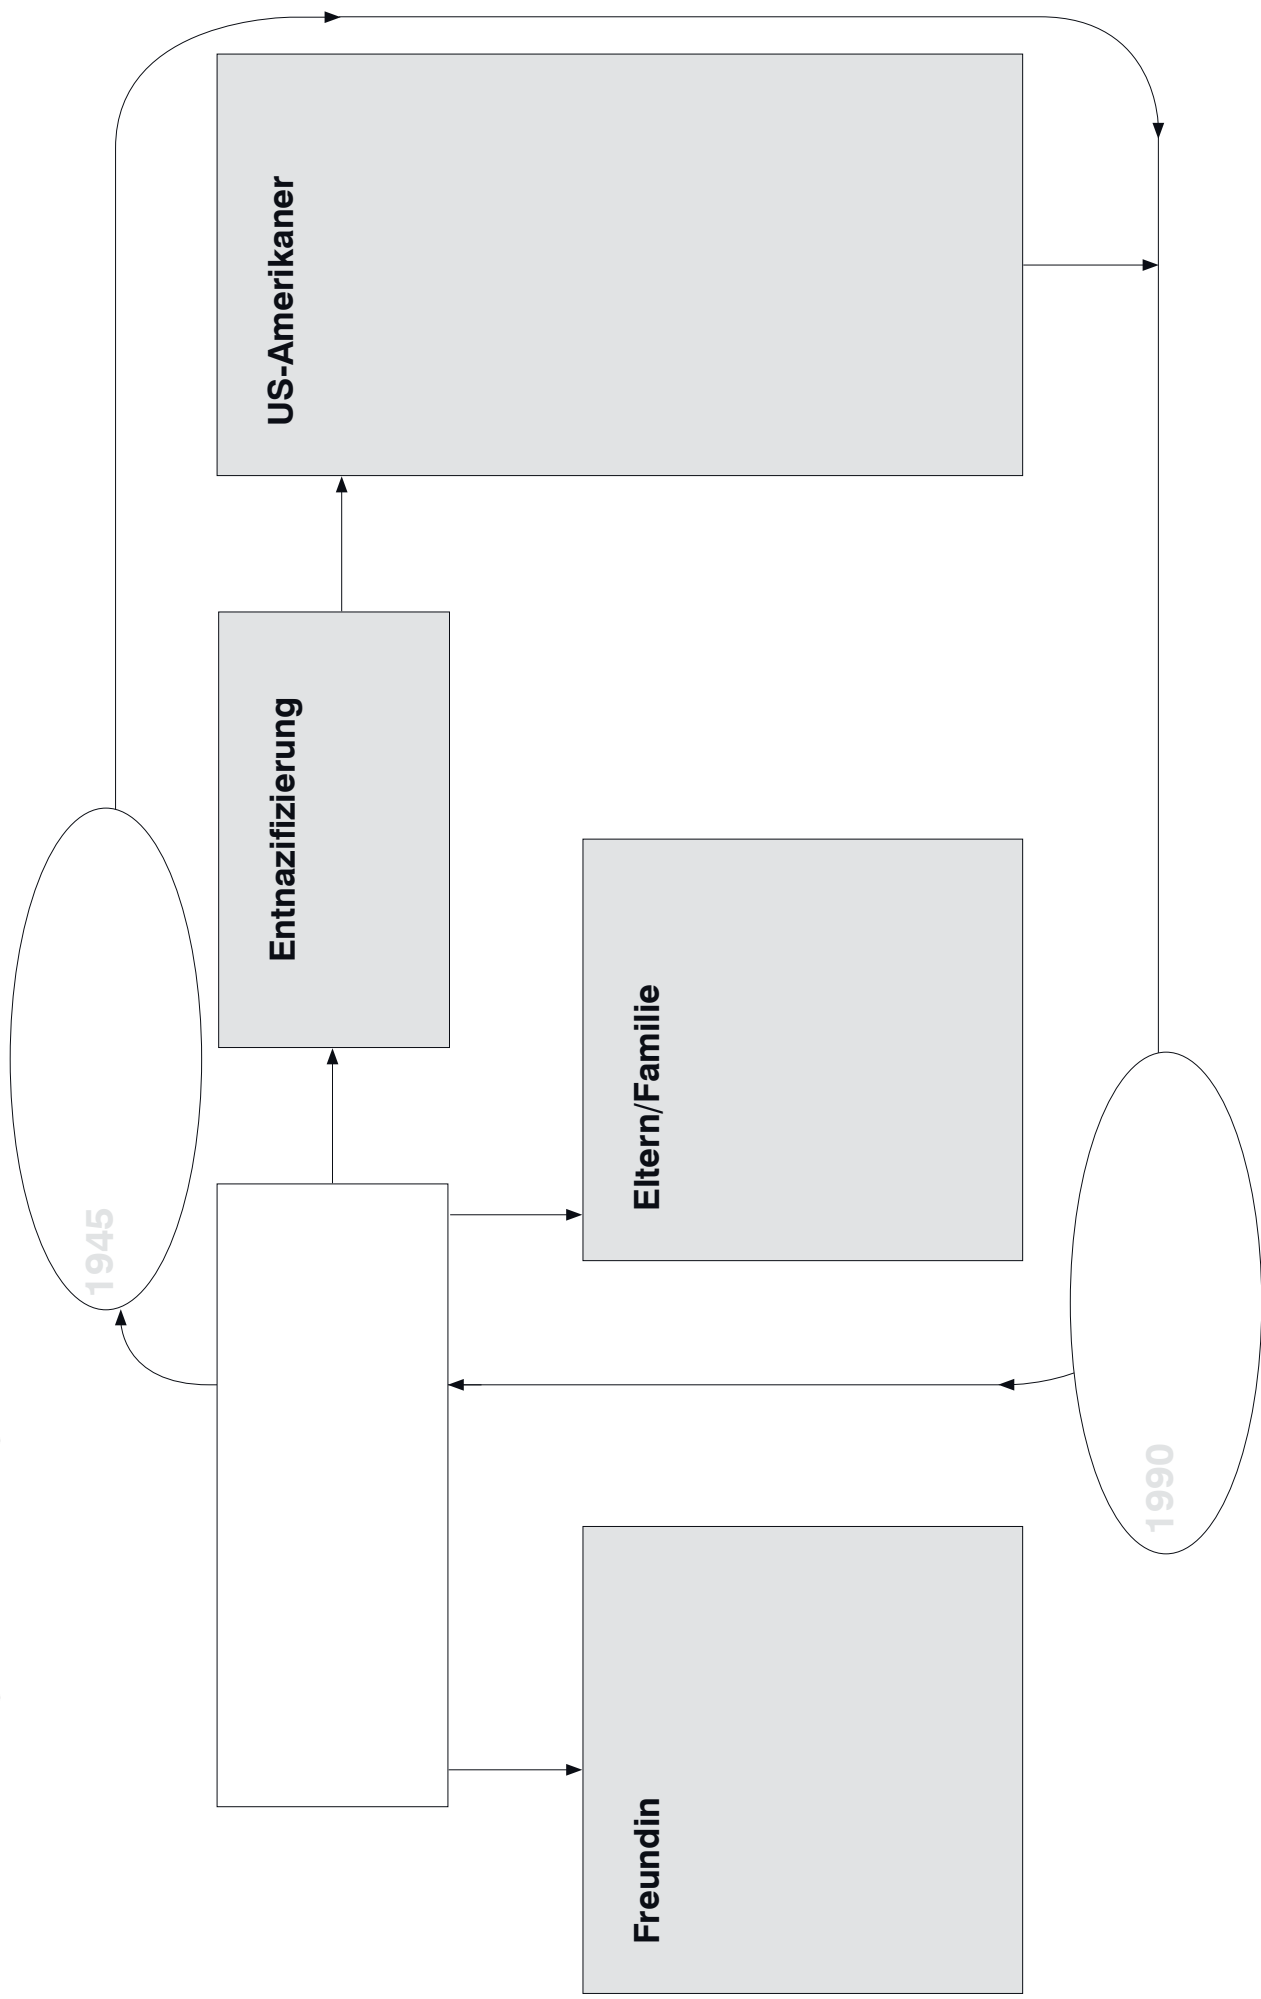 1945
Entnazifizierung
US-Amerikaner
Freundin
Eltern/Familie
1990